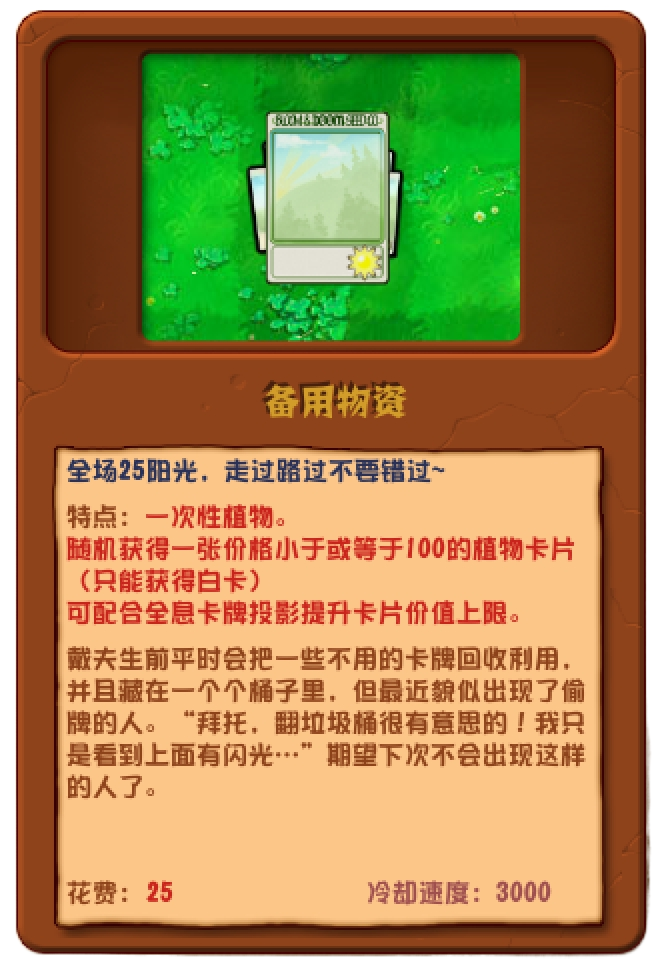 BLOOM & DOOM SEED CO
备用物资
全场25阳光，走过路过不要错过~
特点：一次性植物。
随机获得一张价格小于或等于100的植物卡片
（只能获得白卡）
可配合全息卡牌投影提升卡片价值上限。
戴夫生前平时会把一些不用的卡牌回收利用，
并且藏在一个个桶子里，但最近貌似出现了偷
牌的人。“拜托，翻垃圾桶很有意思的！我只
是看到上面有闪光…”期望下次不会出现这样
的人了。
花费：25 冷却速度：3000